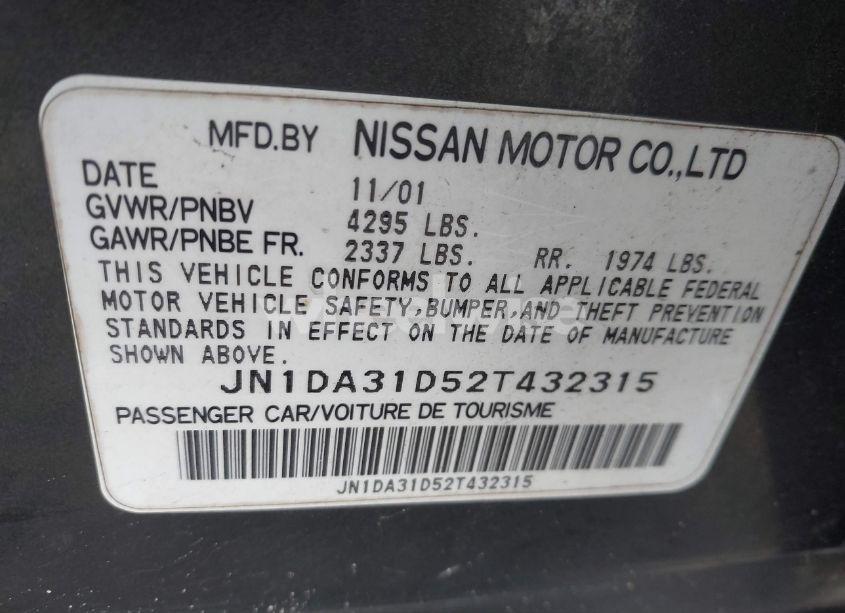 MFD.BY NISSAN MOTOR CO.,LTD
DATE 11/01
GVWR/PNBV 4295 LBS.
GAWR/PNBE FR. 2337 LBS. RR. 1974 LBS.
THIS VEHICLE CONFORMS TO ALL APPLICABLE FEDERAL
MOTOR VEHICLE SAFETY,BUMPER,AND THEFT PREVENTION
STANDARDS IN EFFECT ON THE DATE OF MANUFACTURE
SHOWN ABOVE.
JN1DA31D52T432315
PASSENGER CAR/VOITURE DE TOURISME
JN1DA31D52T432315